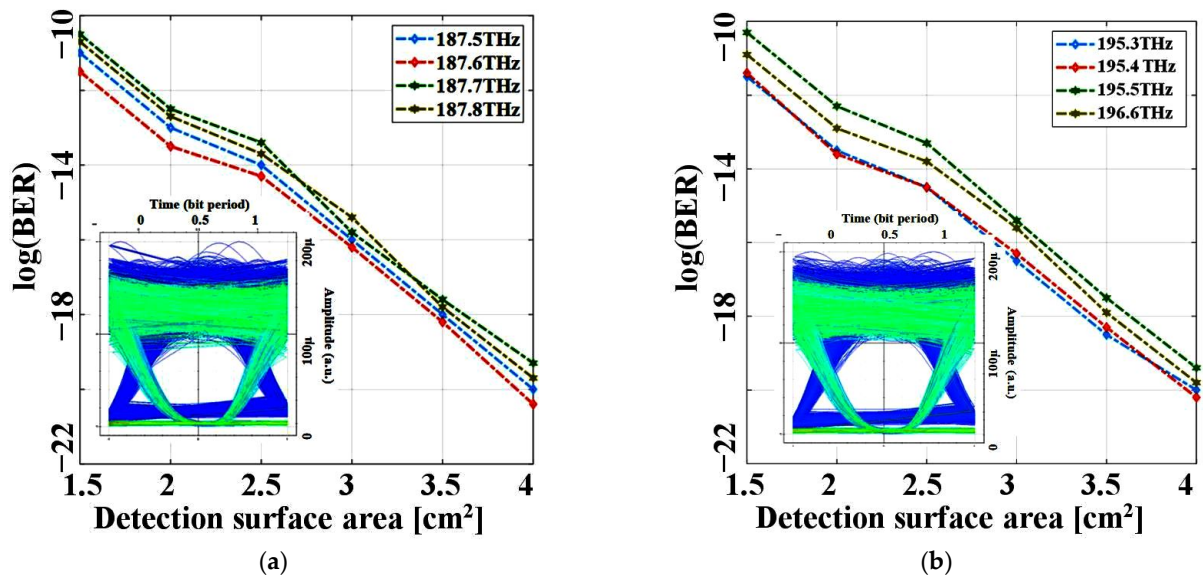 −10
187.5THz
187.6THz
187.7THz
187.8THz
−14
log(BER)
Time (bit period)
0 0.5 1
200µ
Amplitude (a.u.)
−18
100µ
0
−22
1.5 2 2.5 3 3.5 4
Detection surface area [cm²]
(a)
−10
195.3THz
195.4 THz
195.5THz
196.6THz
−14
log(BER)
Time (bit period)
0 0.5 1
200µ
Amplitude (a.u.)
−18
100µ
0
−22
1.5 2 2.5 3 3.5 4
Detection surface area [cm²]
(b)